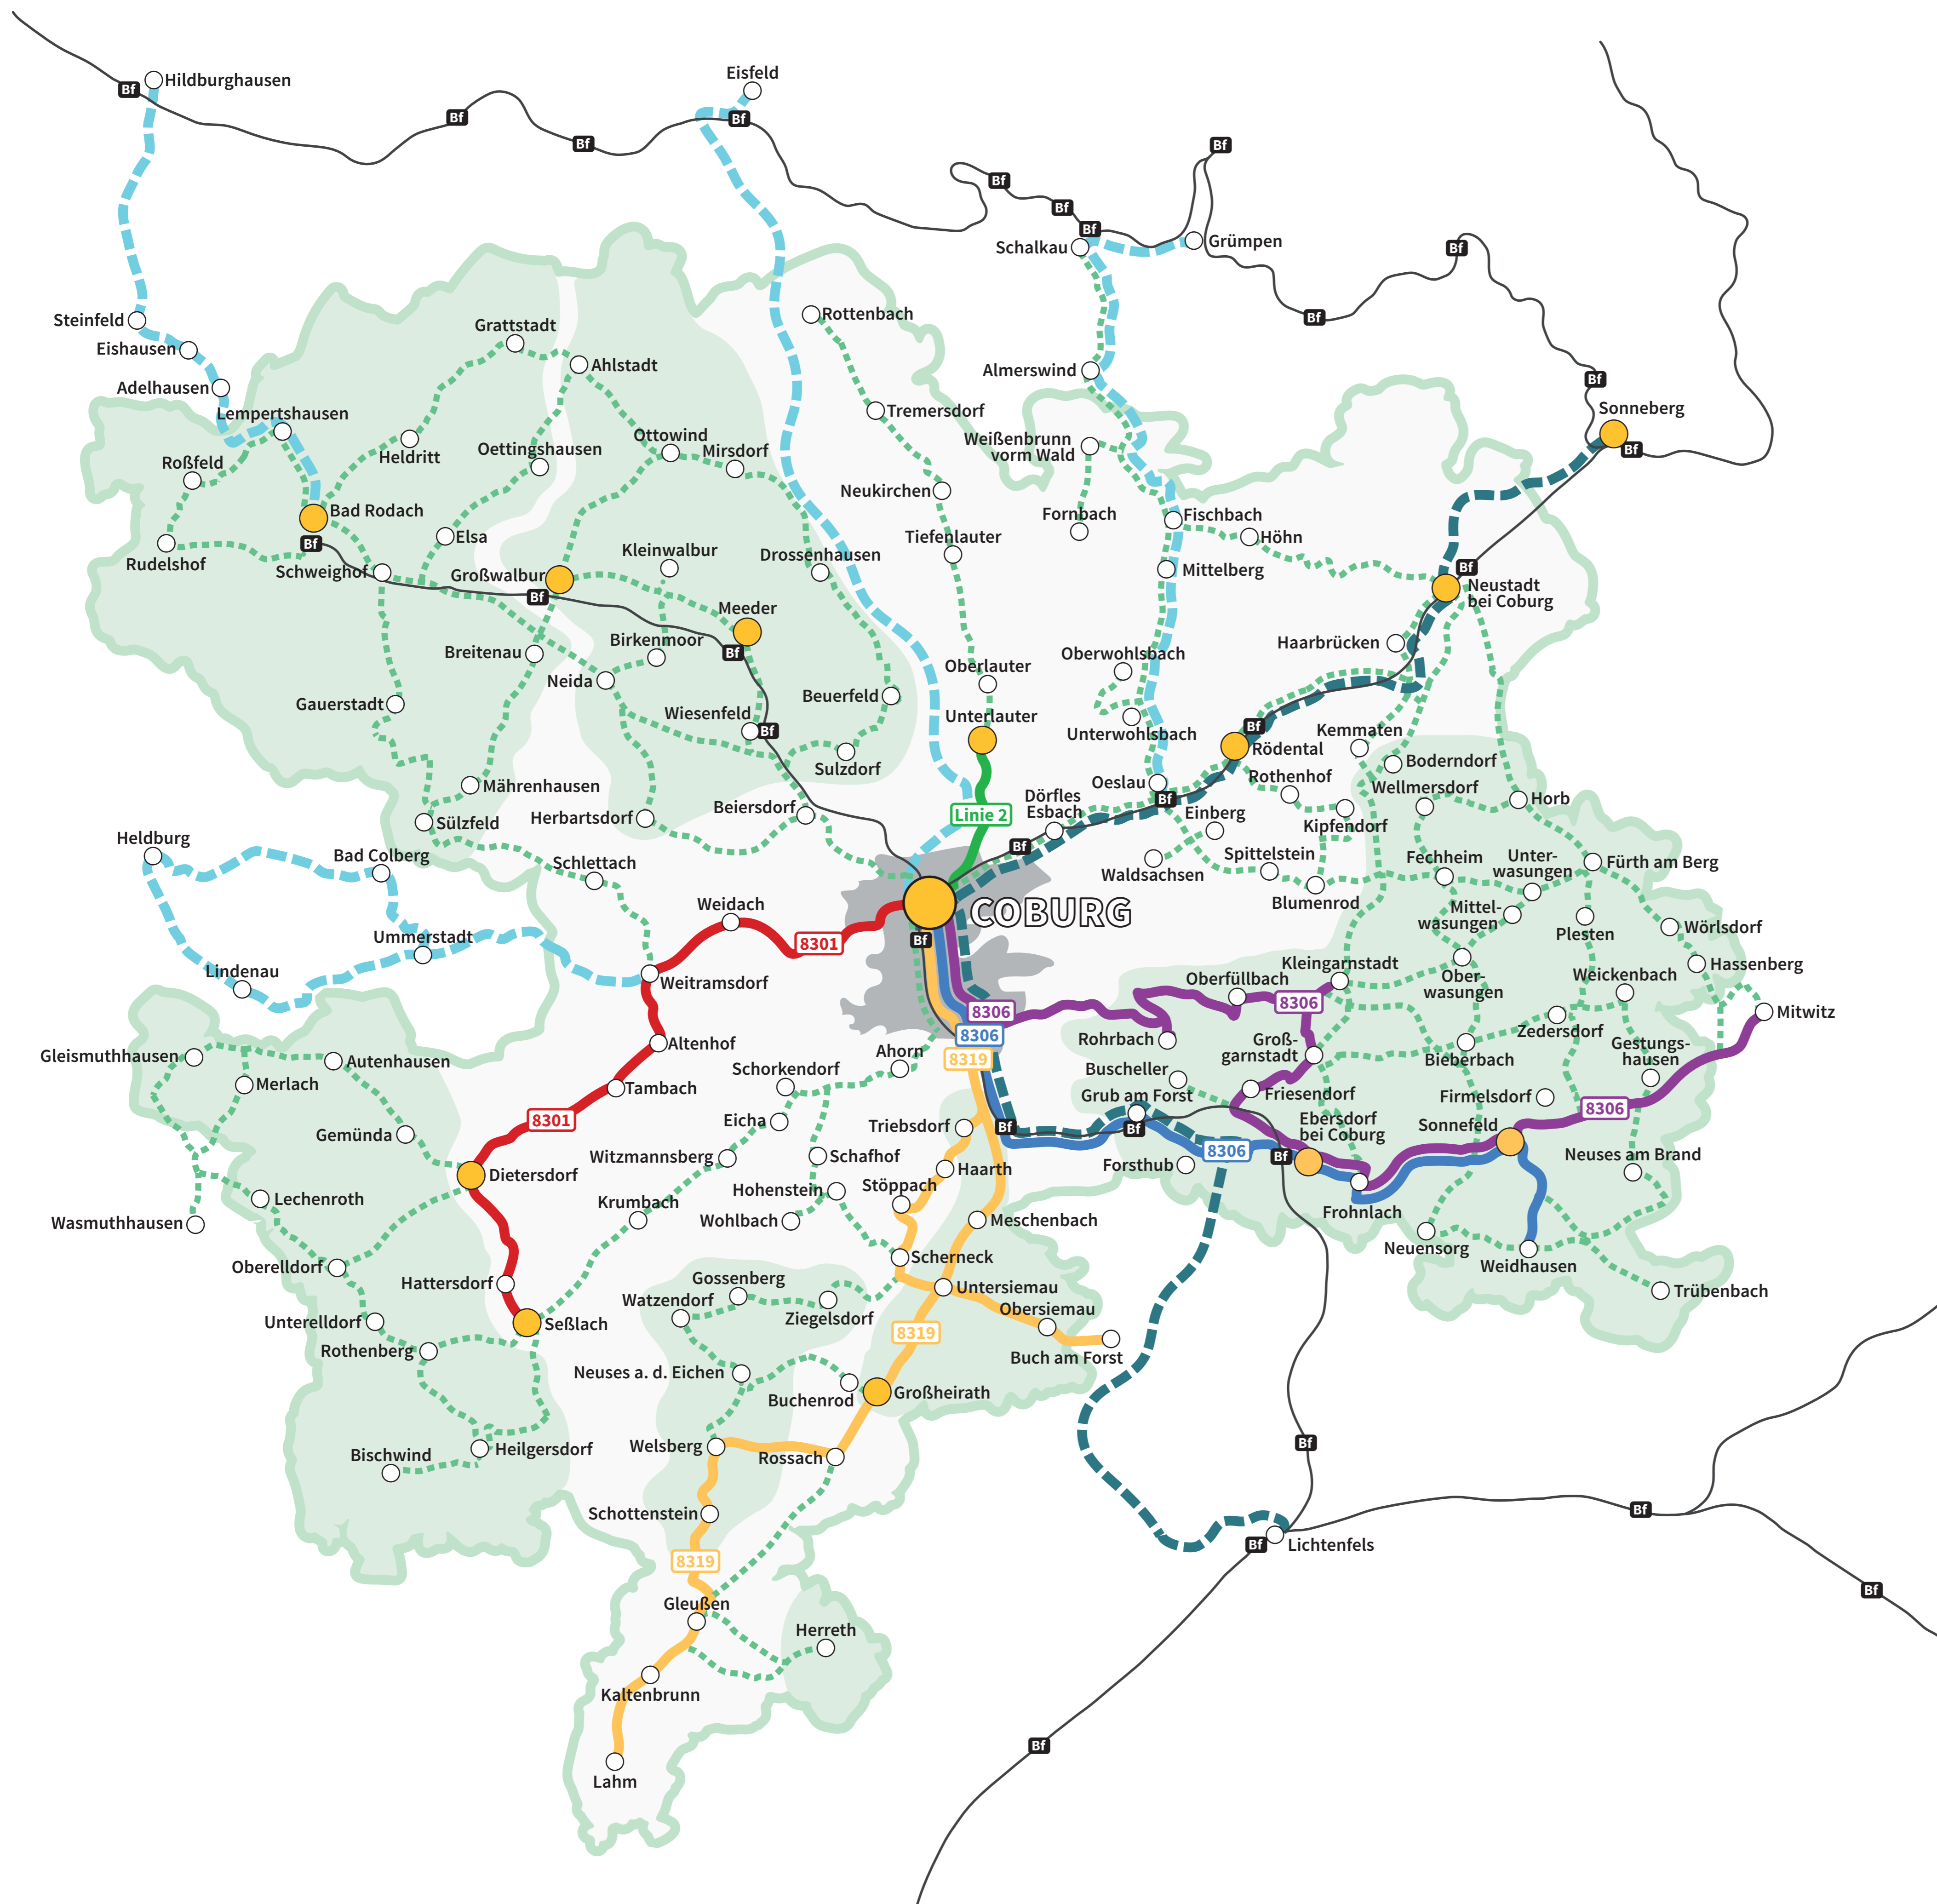 Eisfeld
Bf
Hildburghausen
Bf
Bf
Bf
Bf
Bf
Bf
Bf
Bf
Schalkau
Grümpen
Bf
Rottenbach
Bf
Steinfeld
Grattstadt
Eishausen
Ahlstadt
Almerswind
Bf
Adelhausen
Lempertshausen
Tremersdorf
Sonneberg
Bf
Ottowind
Weißenbrunn
vorm Wald
Oettingshausen
Mirsdorf
Heldritt
Roßfeld
Neukirchen
Bad Rodach
Bf
Fornbach
Fischbach
Höhn
Elsa
Tiefenlauter
Kleinwalbur
Drossenhausen
Rudelshof
Schweighof
Großwalbur
Bf
Mittelberg
Bf
Neustadt
bei Coburg
Meeder
Bf
Birkenmoor
Haarbrücken
Breitenau
Oberwohlsbach
Oberlauter
Neida
Beuerfeld
Gauerstadt
Wiesenfeld
Bf
Unterlauter
Unterwohlsbach
Bf
Rödental
Kemmaten
Boderndorf
Sulzdorf
Rothenhof
Oeslau
Bf
Mährenhausen
Wellmersdorf
Horb
Dörfles
Esbach
Beiersdorf
Linie 2
Einberg
Herbartsdorf
Sülzfeld
Kipfendorf
Heldburg
Bf
Bad Colberg
Schlettach
Spittelstein
Fechheim
Unter-
wasungen
Fürth am Berg
Waldsachsen
Blumenrod
Weidach
COBURG
Mittel-
wasungen
Plesten
Wörlsdorf
Ummerstadt
8301
Bf
Lindenau
Weitramsdorf
Kleingarnstadt
Oberfüllbach
Ober-
wasungen
Weickenbach
Hassenberg
8306
8306
Mitwitz
8306
Zedersdorf
Rohrbach
Groß-
garnstadt
Gestungs-
hausen
Altenhof
Ahorn
8319
Bieberbach
Gleismuthhausen
Autenhausen
Schorkendorf
Buscheller
Merlach
Tambach
Grub am Forst
Friesendorf
Firmelsdorf
8306
8301
Eicha
Triebsdorf
Bf
Bf
Ebersdorf
bei Coburg
Sonnefeld
Gemünda
Witzmannsberg
Schafhof
Haarth
8306
Bf
Neuses am Brand
Forsthub
Dietersdorf
Hohenstein
Stöppach
Lechenroth
Krumbach
Frohnlach
Wasmuthhausen
Wohlbach
Meschenbach
Neuensorg
Scherneck
Weidhausen
Oberelldorf
Hattersdorf
Gossenberg
Untersiemau
Trübenbach
Watzendorf
Ziegelsdorf
Obersiemau
Unterelldorf
Seßlach
8319
Rothenberg
Buch am Forst
Neuses a. d. Eichen
Buchenrod
Großheirath
Welsberg
Bf
Bischwind
Heilgersdorf
Rossach
Schottenstein
Bf
Bf
Lichtenfels
8319
Bf
Gleußen
Herreth
Kaltenbrunn
Bf
Lahm